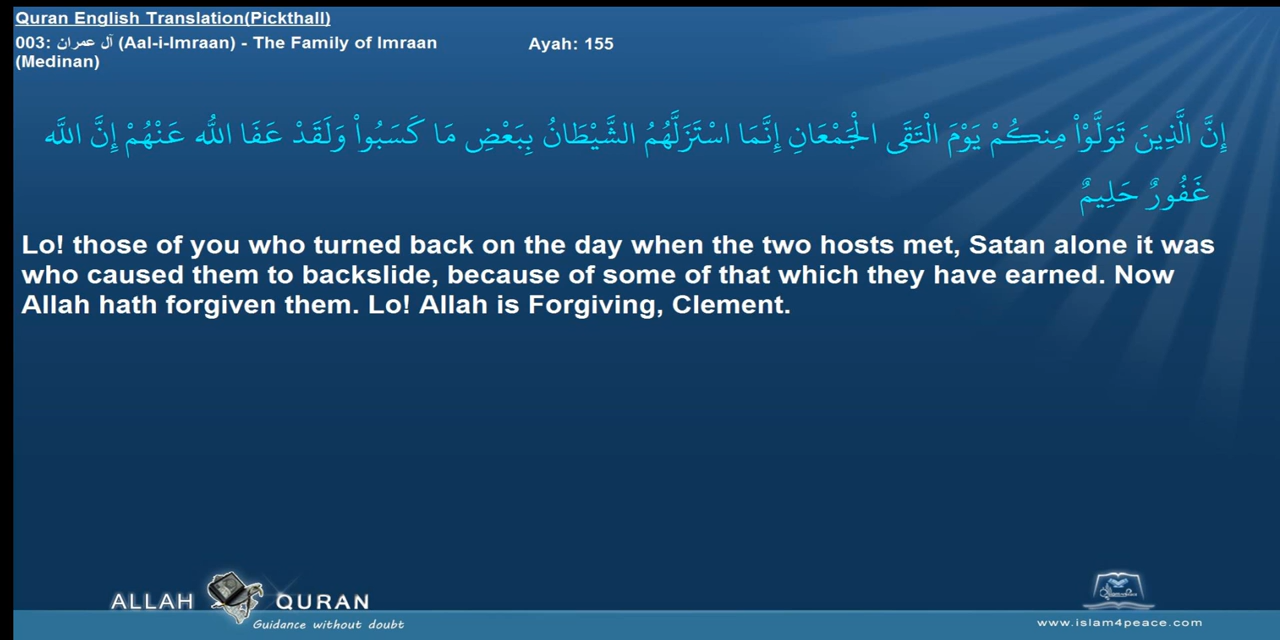 Quran English Translation(Pickthall)
003: آل عمران (Aal-i-Imraan) - The Family of Imraan
(Medinan)
Ayah: 155
إِنَّ الَّذِينَ تَوَلَّوْاْ مِنكُمْ يَوْمَ الْتَقَى الْجَمْعَانِ إِنَّمَا اسْتَزَلَّهُمُ الشَّيْطَانُ بِبَعْضِ مَا كَسَبُواْ وَلَقَدْ عَفَا اللّهُ عَنْهُمْ إِنَّ اللّهَ
غَفُورٌ حَلِيمٌ
Lo! those of you who turned back on the day when the two hosts met, Satan alone it was
who caused them to backslide, because of some of that which they have earned. Now
Allah hath forgiven them. Lo! Allah is Forgiving, Clement.
ALLAH QURAN
Guidance without doubt
www.islam4peace.com